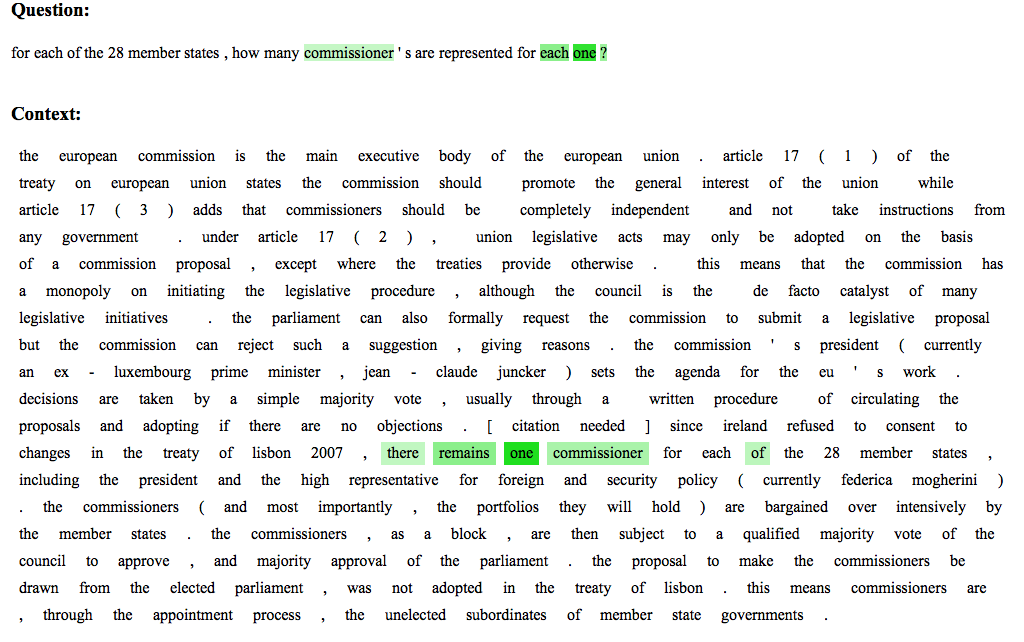 Question:
for each of the 28 member states , how many commissioner ' s are represented for each one ?
Context:
the european commission is the main executive body of the european union . article 17 ( 1 ) of the
treaty on european union states the commission should promote the general interest of the union while
article 17 ( 3 ) adds that commissioners should be completely independent and not take instructions from
any government . under article 17 ( 2 ) , union legislative acts may only be adopted on the basis
of a commission proposal , except where the treaties provide otherwise . this means that the commission has
a monopoly on initiating the legislative procedure , although the council is the de facto catalyst of many
legislative initiatives . the parliament can also formally request the commission to submit a legislative proposal
but the commission can reject such a suggestion , giving reasons . the commission ' s president ( currently
an ex - luxembourg prime minister , jean - claude juncker ) sets the agenda for the eu ' s work .
decisions are taken by a simple majority vote , usually through a written procedure of circulating the
proposals and adopting if there are no objections . [ citation needed ] since ireland refused to consent to
changes in the treaty of lisbon 2007 , there remains one commissioner for each of the 28 member states ,
including the president and the high representative for foreign and security policy ( currently federica mogherini )
. the commissioners ( and most importantly , the portfolios they will hold ) are bargained over intensively by
the member states . the commissioners , as a block , are then subject to a qualified majority vote of the
council to approve , and majority approval of the parliament . the proposal to make the commissioners be
drawn from the elected parliament , was not adopted in the treaty of lisbon . this means commissioners are
, through the appointment process , the unelected subordinates of member state governments .